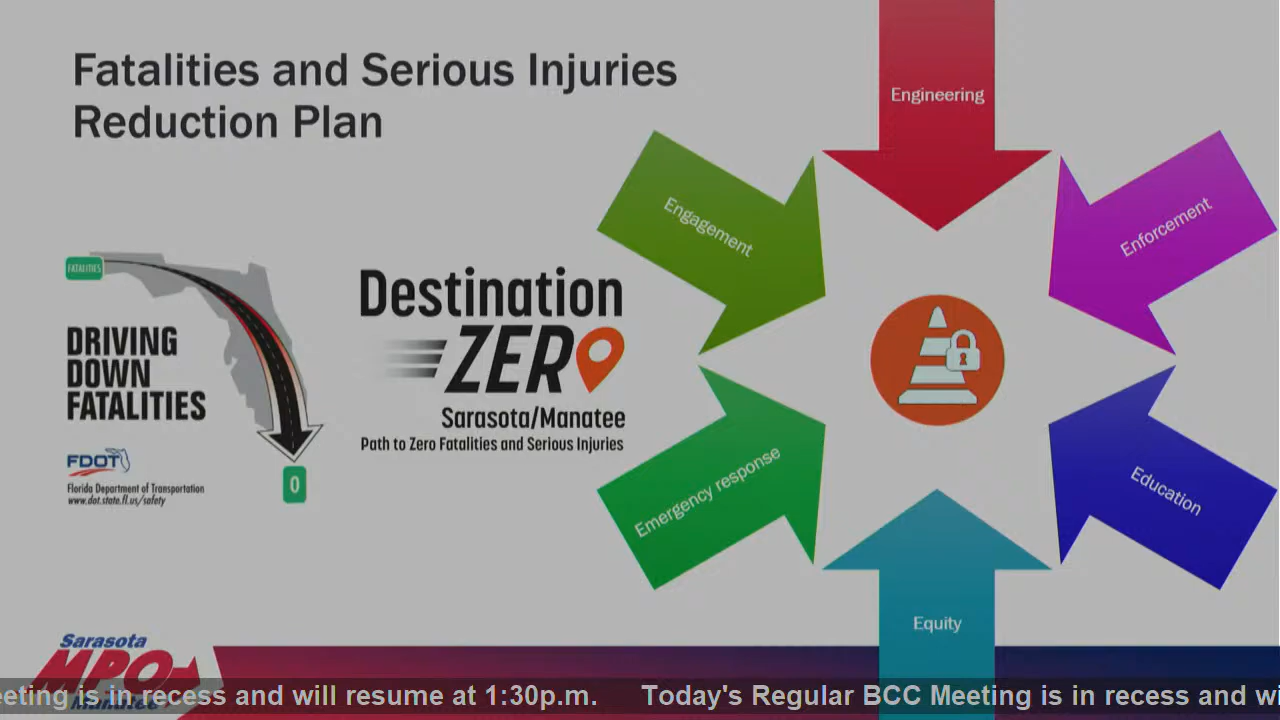 Fatalities and Serious Injuries
Reduction Plan
Engineering
Engagement
Enforcement
FATALITIES
DRIVING
DOWN
FATALITIES
FDOT
Florida Department of Transportation
www.dot.state.fl.us/safety
0
Destination
ZERO
Sarasota/Manatee
Path to Zero Fatalities and Serious Injuries
Emergency response
Education
Equity
Sarasota
MPO
Manatee
eeting is in recess and will resume at 1:30p.m. Today's Regular BCC Meeting is in recess and wi